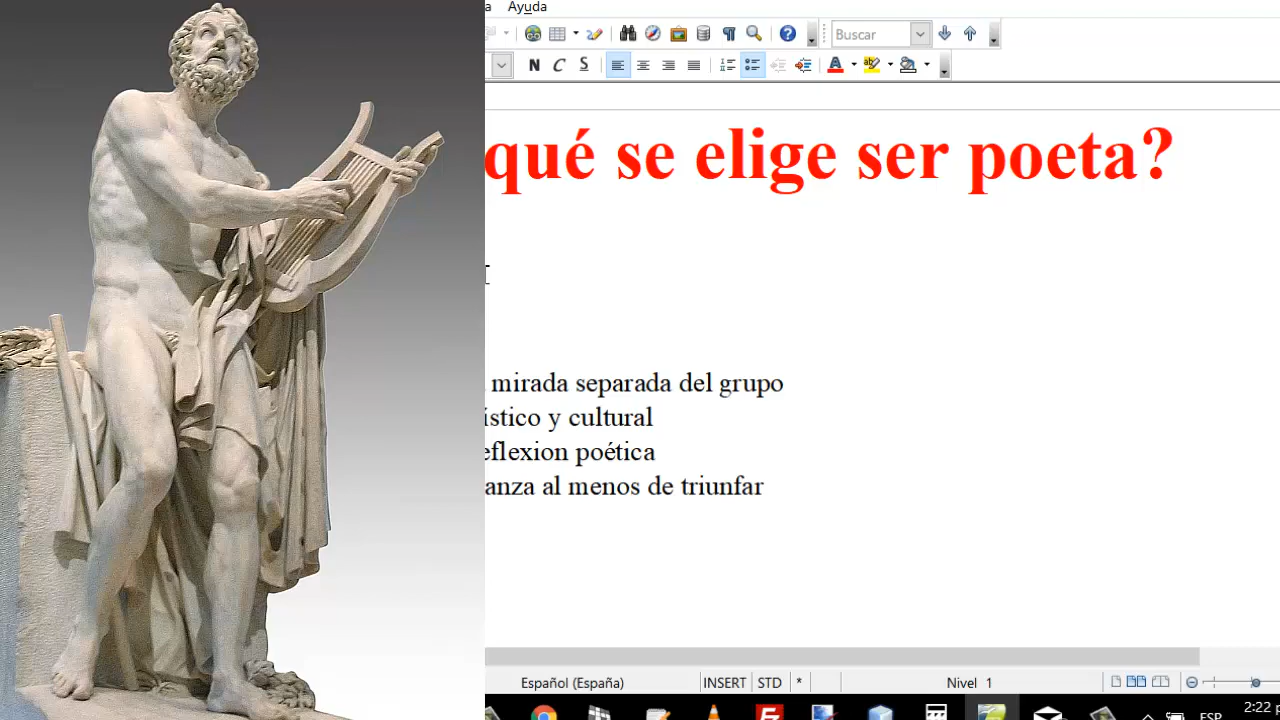 Ayuda
Buscar
N C S
qué se elige ser poeta?
mirada separada del grupo
ístico y cultural
eflexion poética
anza al menos de triunfar
Español (España) INSERT STD * Nivel 1
ESP 2:22